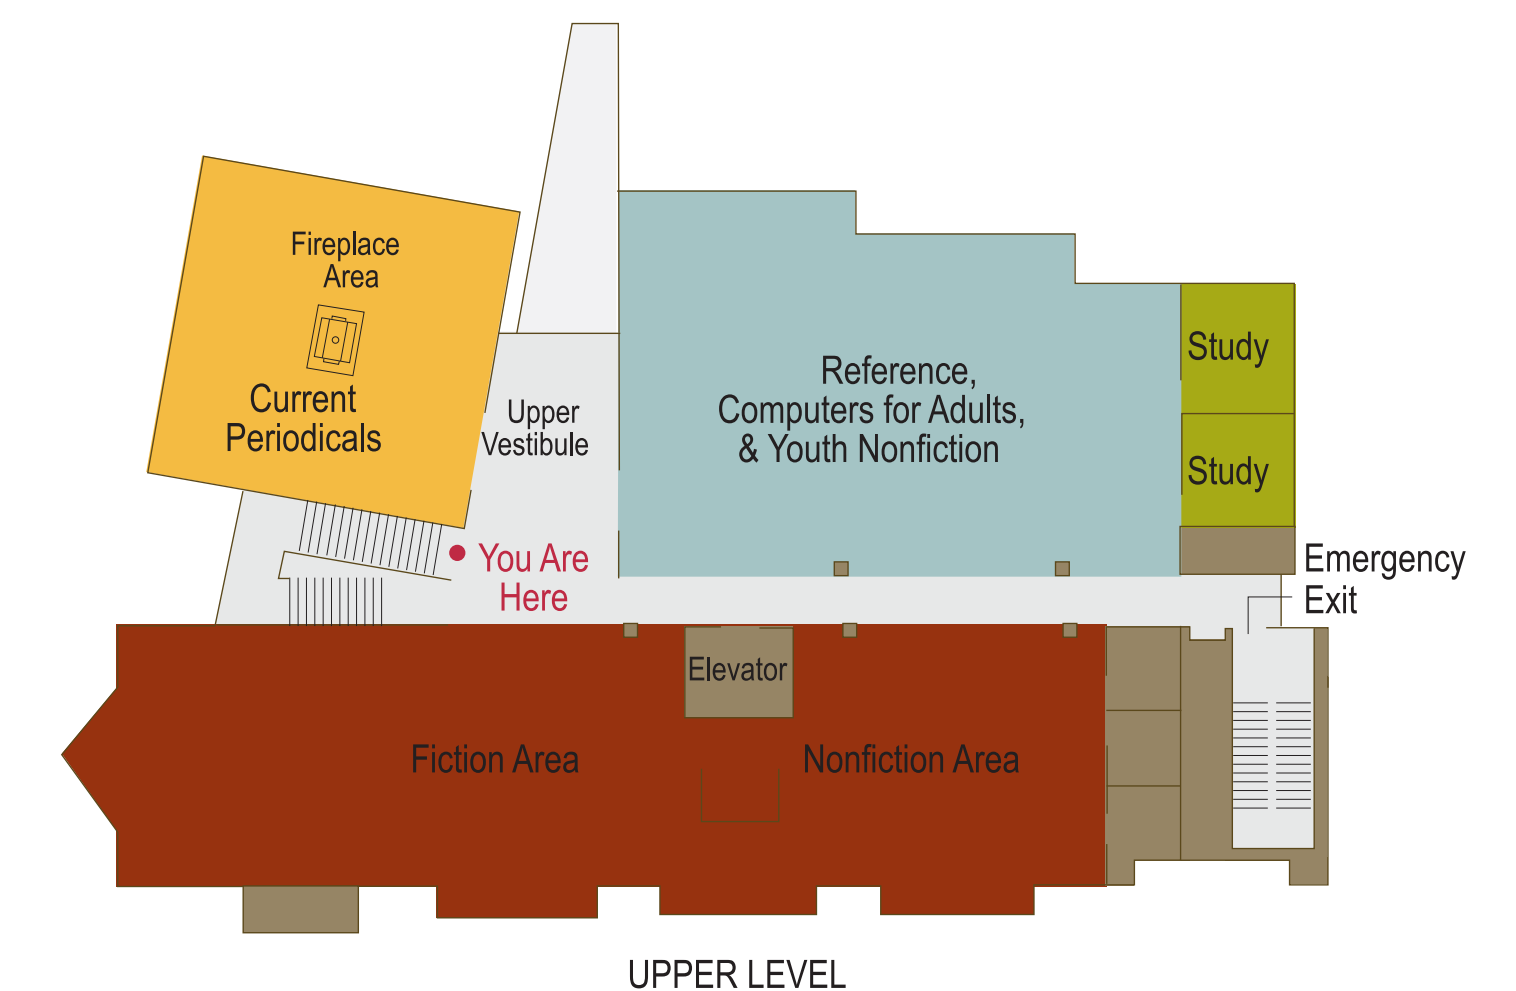 Fireplace
Area
Current
Periodicals
Upper
Vestibule
Reference,
Computers for Adults,
& Youth Nonfiction
Study
Study
You Are
Here
Emergency
Exit
Elevator
Fiction Area
Nonfiction Area
UPPER LEVEL